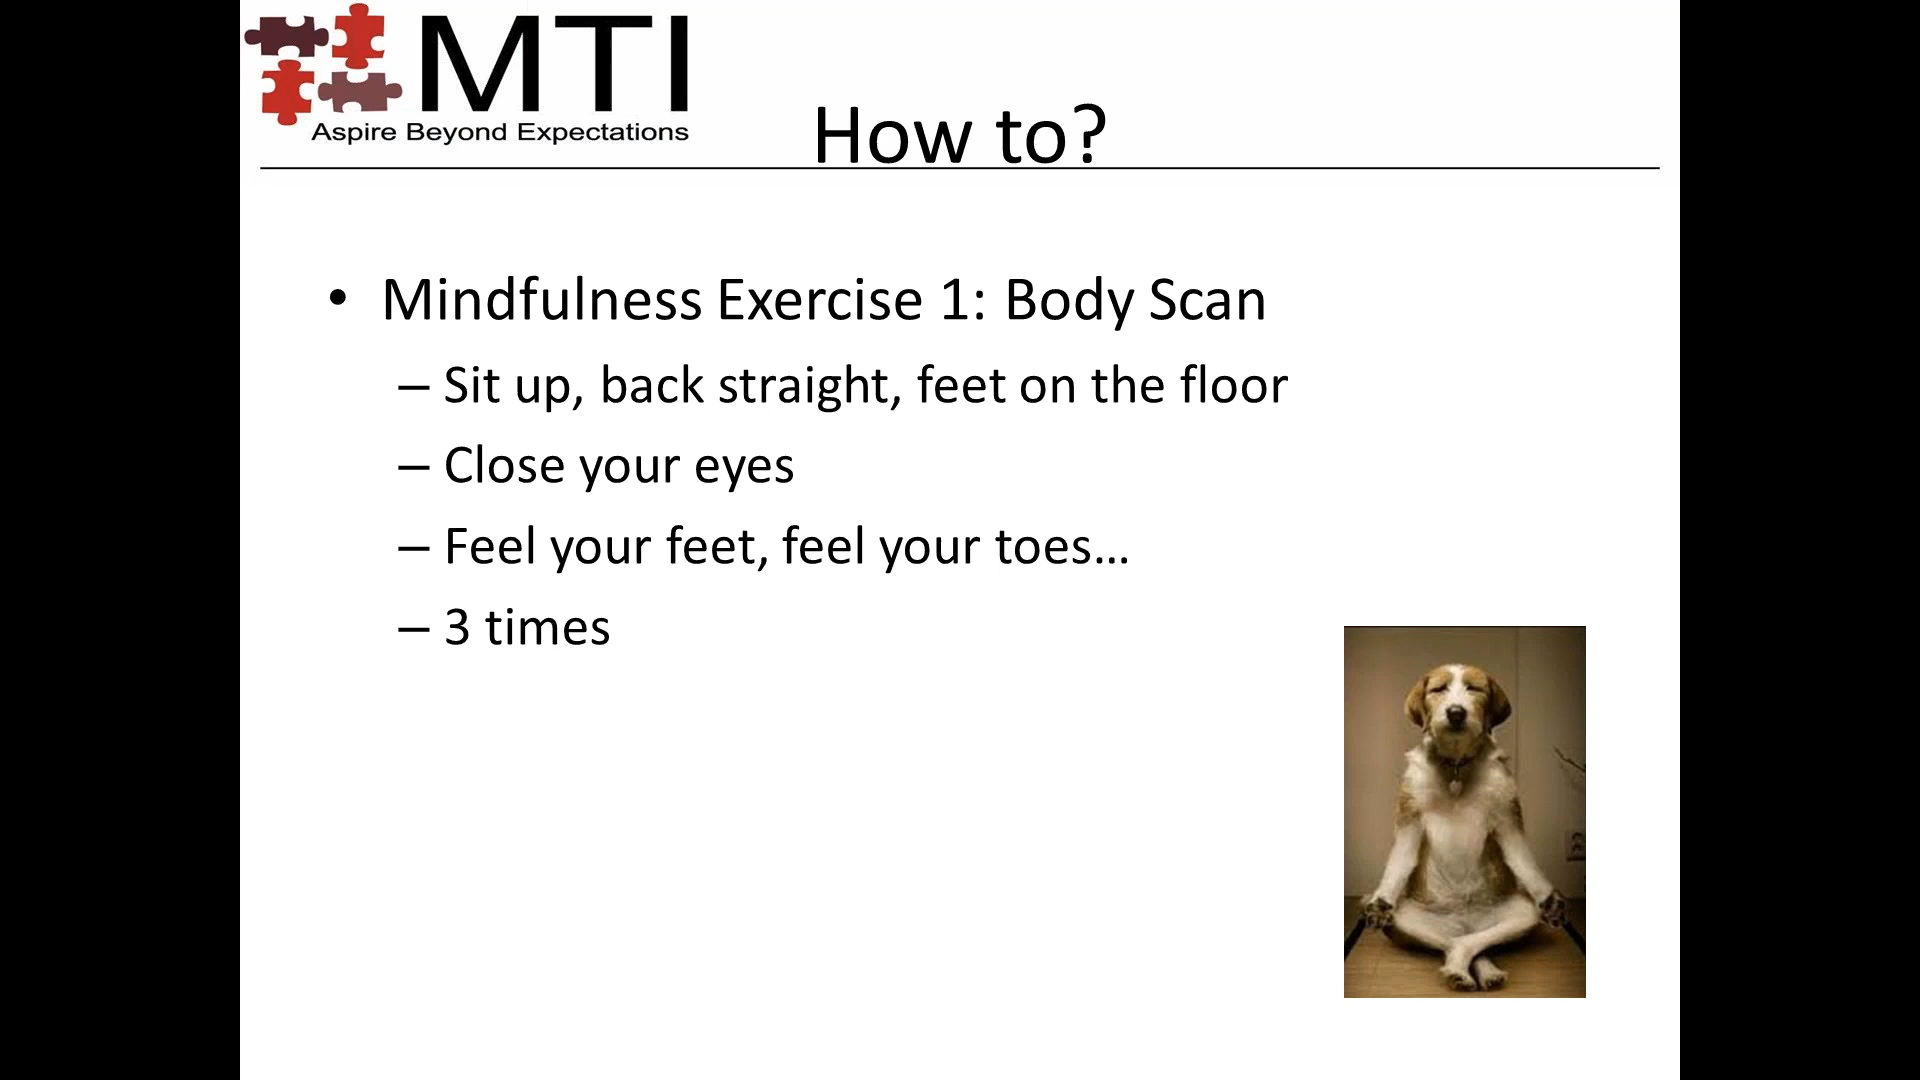 MTI
Aspire Beyond Expectations
How to?
• Mindfulness Exercise 1: Body Scan
– Sit up, back straight, feet on the floor
– Close your eyes
– Feel your feet, feel your toes…
– 3 times